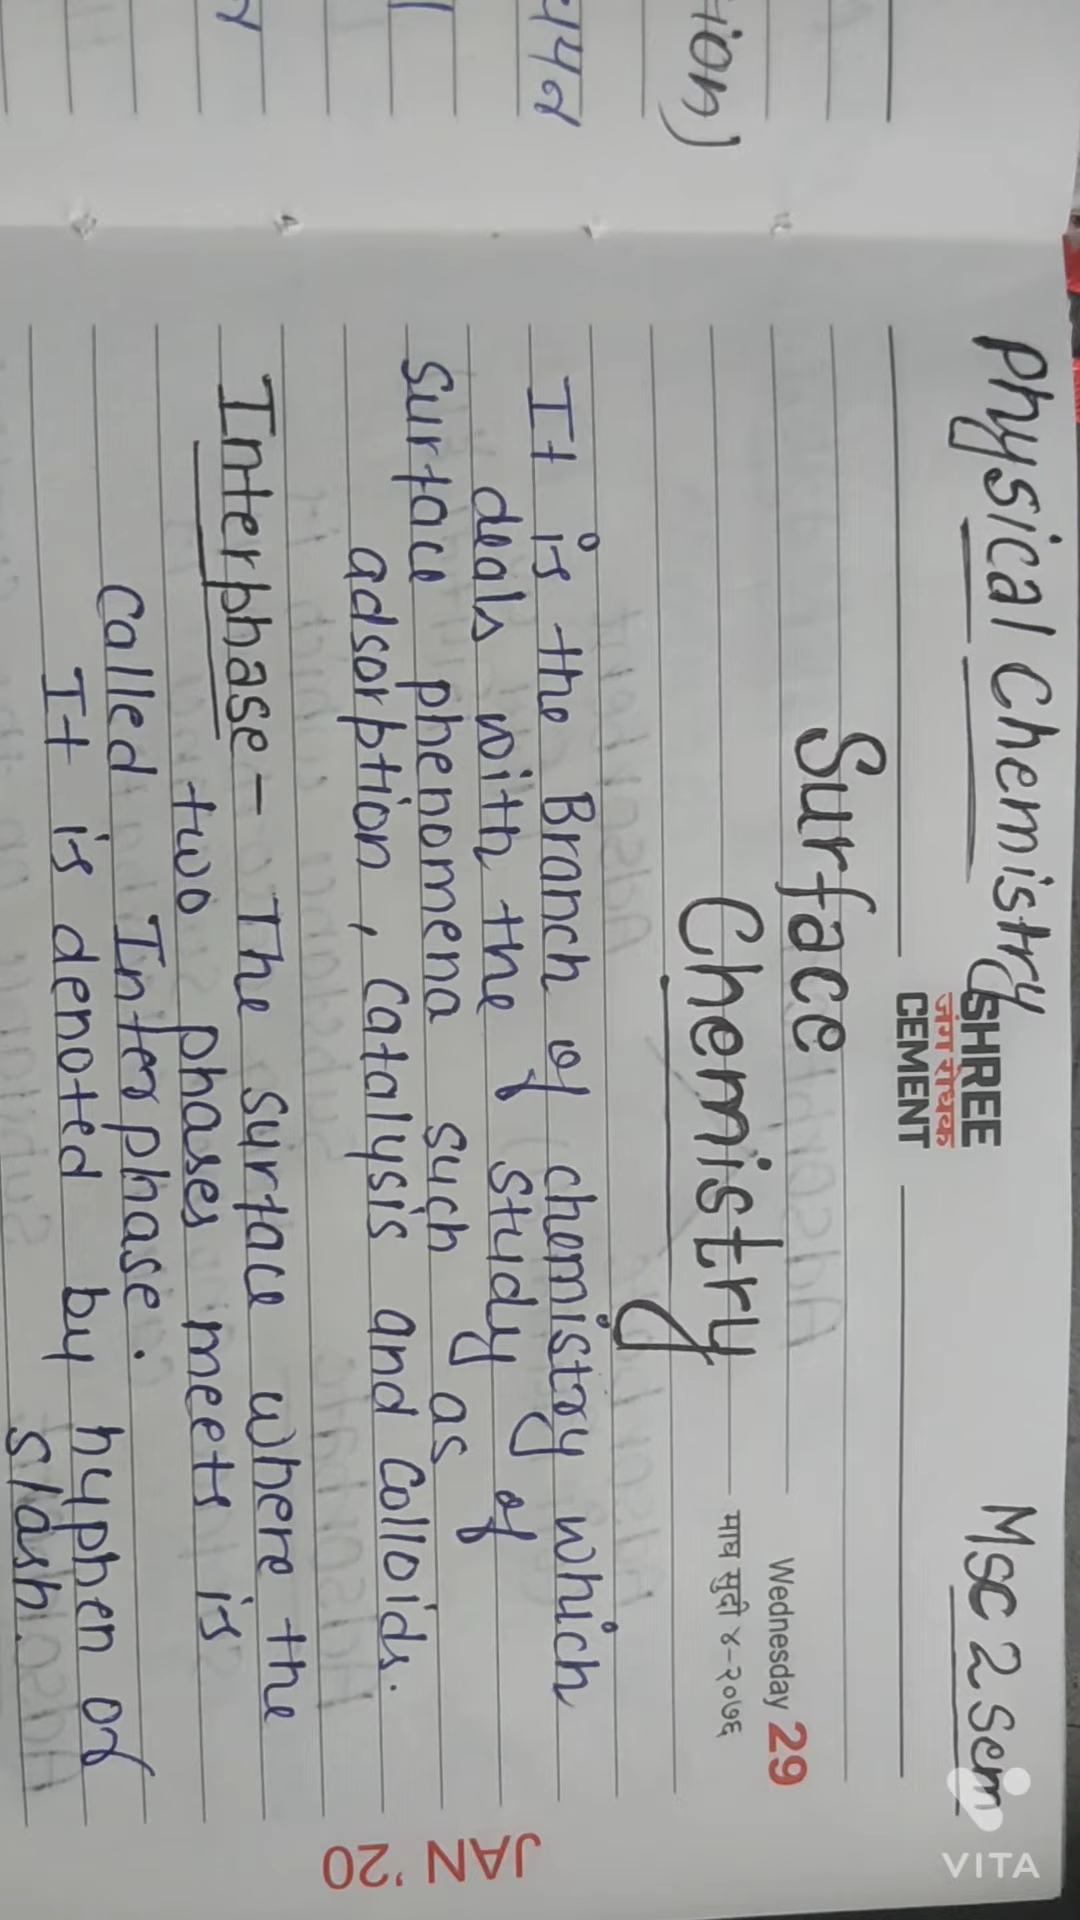 Physical Chemistry
MSC 2 Sem
SHREE
जंग रोधक
CEMENT
Wednesday 29
माघ सुदी ४-२०७६
Surface
Chemistry
It is the Branch of chemistry which
deals with the study of
surface phenomena such as
adsorption, catalysis and colloids.
Interphase - The surface where the
two phases meets is
called Interphase.
It is denoted by hyphen or
slash.
JAN '20
tion)
VITA